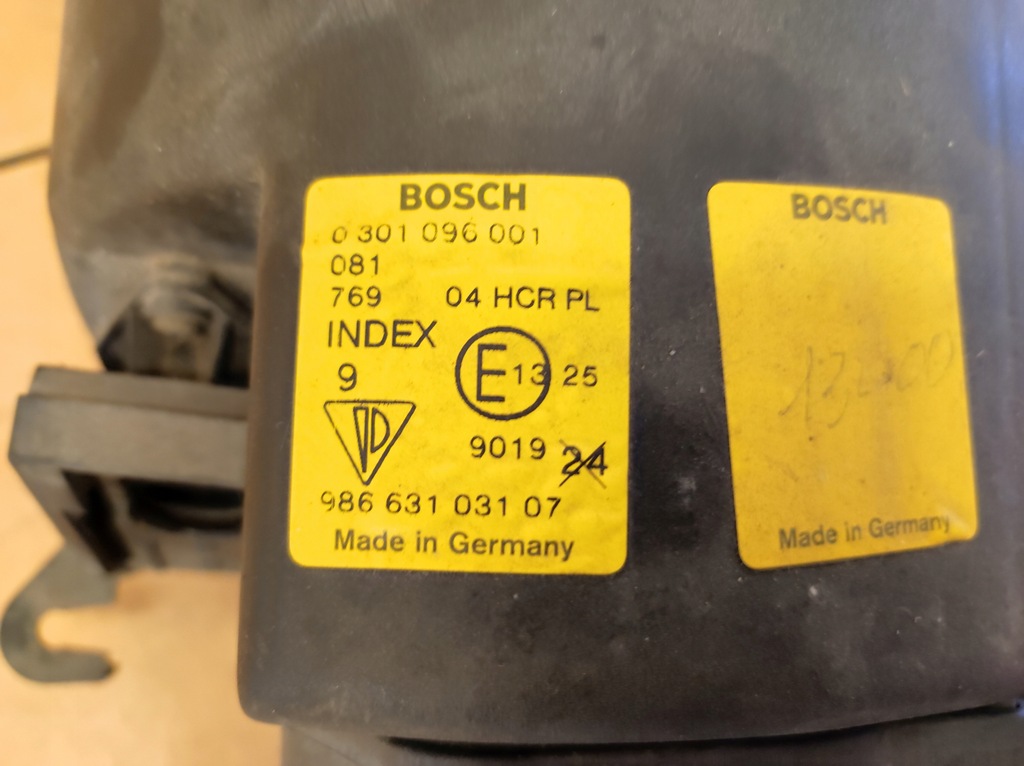 BOSCH
0 301 096 001
081
769 04 HCR PL
INDEX
9 E 13 25
9019 24
986 631 031 07
Made in Germany
BOSCH
Made in Germany